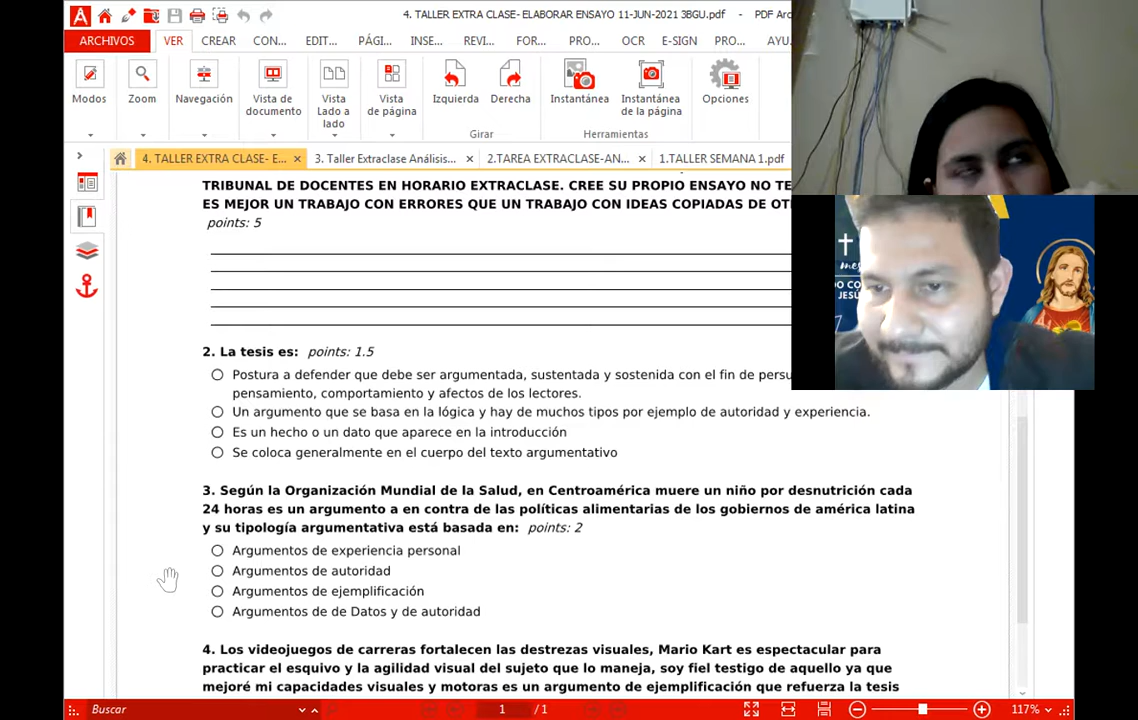 4. TALLER EXTRA CLASE- ELABORAR ENSAYO 11-JUN-2021 3BGU.pdf - PDF Arc
ARCHIVOS VER CREAR CON... EDIT... PÁGI... INSE... REVI... FOR... PRO... OCR E-SIGN PRO... AYU.
Modos Zoom Navegación Vista de documento Vista Lado a lado Vista de página Izquierda Derecha Instantánea Instantánea de la página Opciones
Girar Herramientas
4. TALLER EXTRA CLASE- E... 3. Taller Extraclase Análisis... 2.TAREA EXTRACLASE-AN... 1.TALLER SEMANA 1.pdf
TRIBUNAL DE DOCENTES EN HORARIO EXTRACLASE. CREE SU PROPIO ENSAYO NO TE
ES MEJOR UN TRABAJO CON ERRORES QUE UN TRABAJO CON IDEAS COPIADAS DE OT
points: 5
2. La tesis es: points: 1.5
Postura a defender que debe ser argumentada, sustentada y sostenida con el fin de persu
pensamiento, comportamiento y afectos de los lectores.
Un argumento que se basa en la lógica y hay de muchos tipos por ejemplo de autoridad y experiencia.
Es un hecho o un dato que aparece en la introducción
Se coloca generalmente en el cuerpo del texto argumentativo
3. Según la Organización Mundial de la Salud, en Centroamérica muere un niño por desnutrición cada
24 horas es un argumento a en contra de las políticas alimentarias de los gobiernos de américa latina
y su tipología argumentativa está basada en: points: 2
Argumentos de experiencia personal
Argumentos de autoridad
Argumentos de ejemplificación
Argumentos de de Datos y de autoridad
4. Los videojuegos de carreras fortalecen las destrezas visuales, Mario Kart es espectacular para
practicar el esquivo y la agilidad visual del sujeto que lo maneja, soy fiel testigo de aquello ya que
mejoré mi capacidades visuales y motoras es un argumento de ejemplificación que refuerza la tesis
Buscar 1 / 1 117%
mes
DO CO
JESÚ